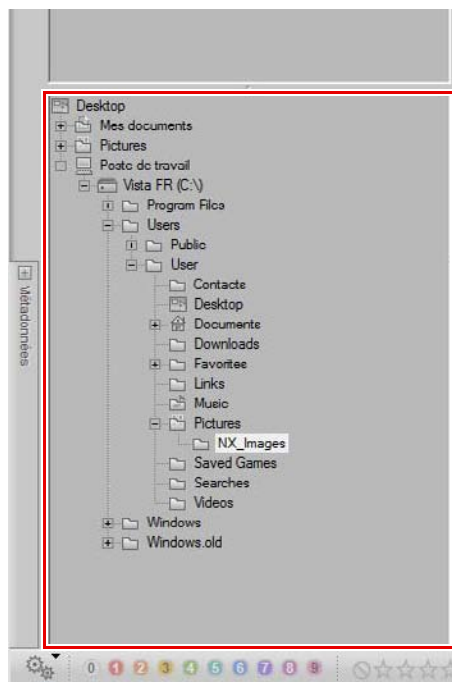 Desktop
Mes documents
Pictures
Poste de travail
Vista FR (C:\)
Program Files
Users
Public
User
Contacts
Desktop
Documents
Downloads
Favorites
Links
Music
Pictures
NX_Images
Saved Games
Searches
Videos
Windows
Windows.old
Métadonnées
0 1 2 3 4 5 6 7 8 9